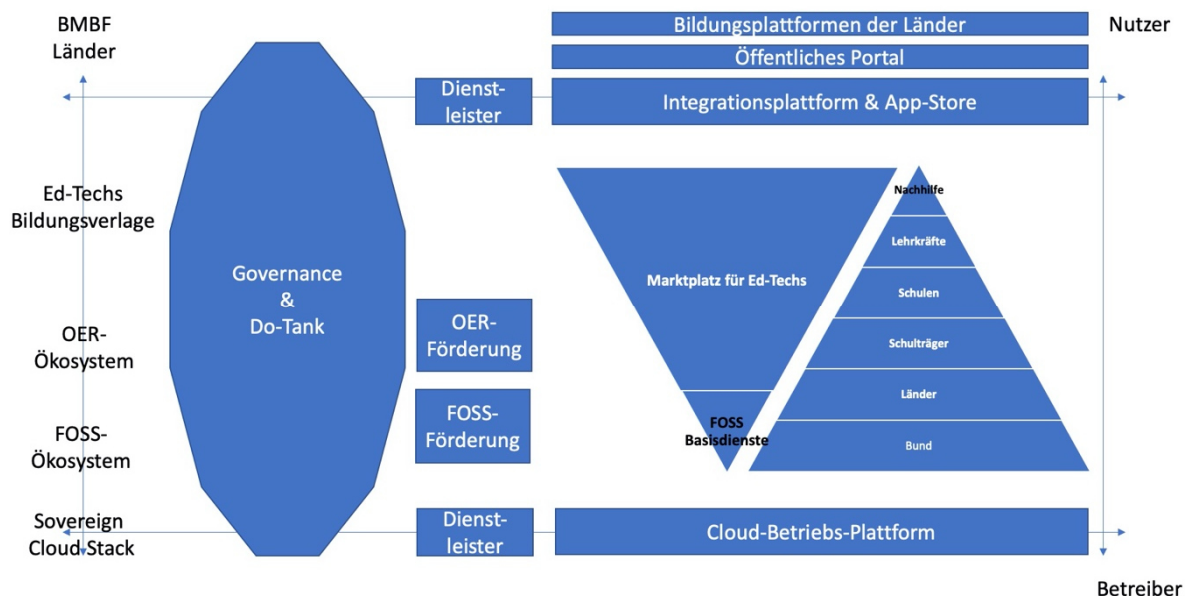 BMBF
Länder
Bildungsplattformen der Länder
Nutzer
Öffentliches Portal
Dienst-
leister
Integrationsplattform & App-Store
Ed-Techs
Bildungsverlage
Nachhilfe
Lehrkräfte
Governance
&
Do-Tank
Marktplatz für Ed-Techs
Schulen
OER-
Ökosystem
OER-
Förderung
Schulträger
Länder
FOSS-
Ökosystem
FOSS-
Förderung
FOSS
Basisdienste
Bund
Sovereign
Cloud Stack
Dienst-
leister
Cloud-Betriebs-Plattform
Betreiber